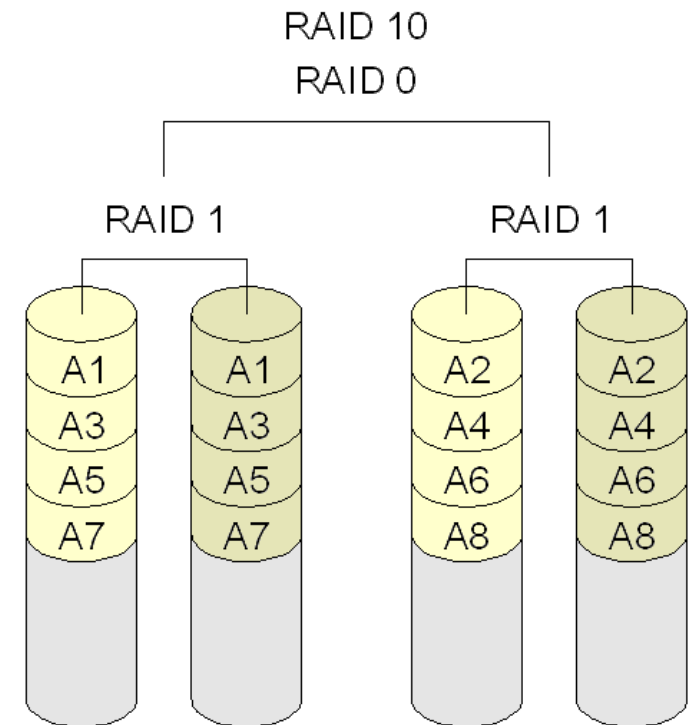 RAID 10
RAID 0
RAID 1 RAID 1
A1 A1 A2 A2
A3 A3 A4 A4
A5 A5 A6 A6
A7 A7 A8 A8